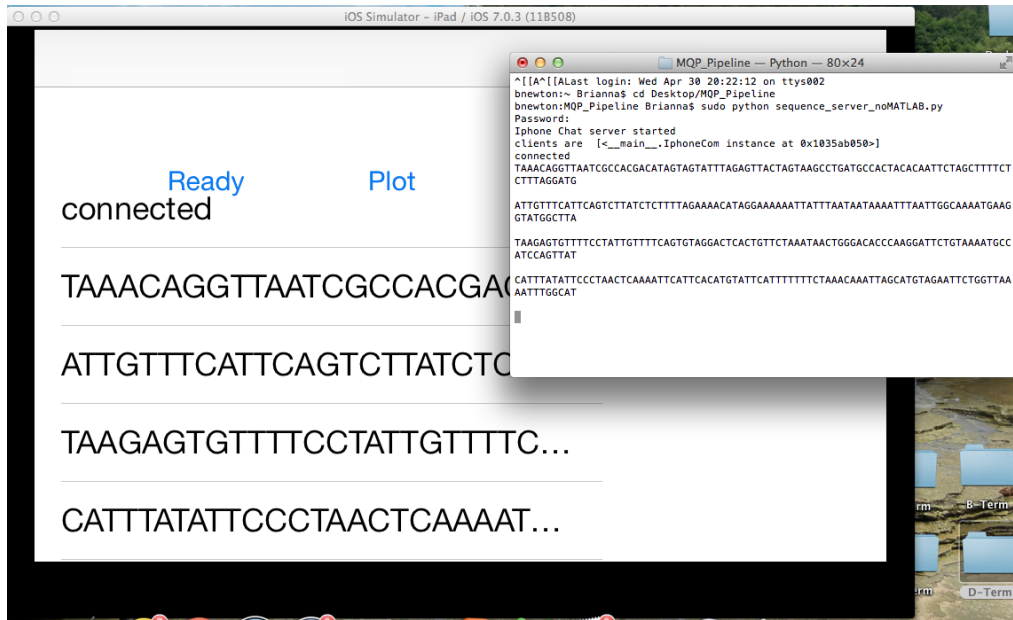 iOS Simulator – iPad / iOS 7.0.3 (11B508)
Ready Plot
connected
TAAACAGGTTAATCGCCACGA
ATTGTTTCATTCAGTCTTATCTC
TAAGAGTGTTTTCCTATTGTTTTC...
CATTTATATTCCCTAACTCAAAAT...
MQP_Pipeline — Python — 80×24
^[[A^[[ALast login: Wed Apr 30 20:22:12 on ttys002
bnewton:~ Brianna$ cd Desktop/MQP_Pipeline
bnewton:MQP_Pipeline Brianna$ sudo python sequence_server_noMATLAB.py
Password:
Iphone Chat server started
clients are  [<__main__.IphoneCom instance at 0x1035ab050>]
connected
TAAACAGGTTAATCGCCACGACATAGTAGTATTTAGAGTTACTAGTAAGCCTGATGCCACTACACAATTCTAGCTTTTCT
CTTTAGGATG
ATTGTTTCATTCAGTCTTATCTCTTTTAGAAAACATAGGAAAAAATTATTTAATAATAAAATTTAATTGGCAAAATGAAG
GTATGGCTTA
TAAGAGTGTTTTCCTATTGTTTTCAGTGTAGGACTCACTGTTCTAAATAACTGGGACACCCAAGGATTCTGTAAAATGCC
ATCCAGTTAT
CATTTATATTCCCTAACTCAAAATTCATTCACATGTATTCATTTTTTTCTAAACAAATTAGCATGTAGAATTCTGGTTAA
AATTTGGCAT
B-Term
D-Term